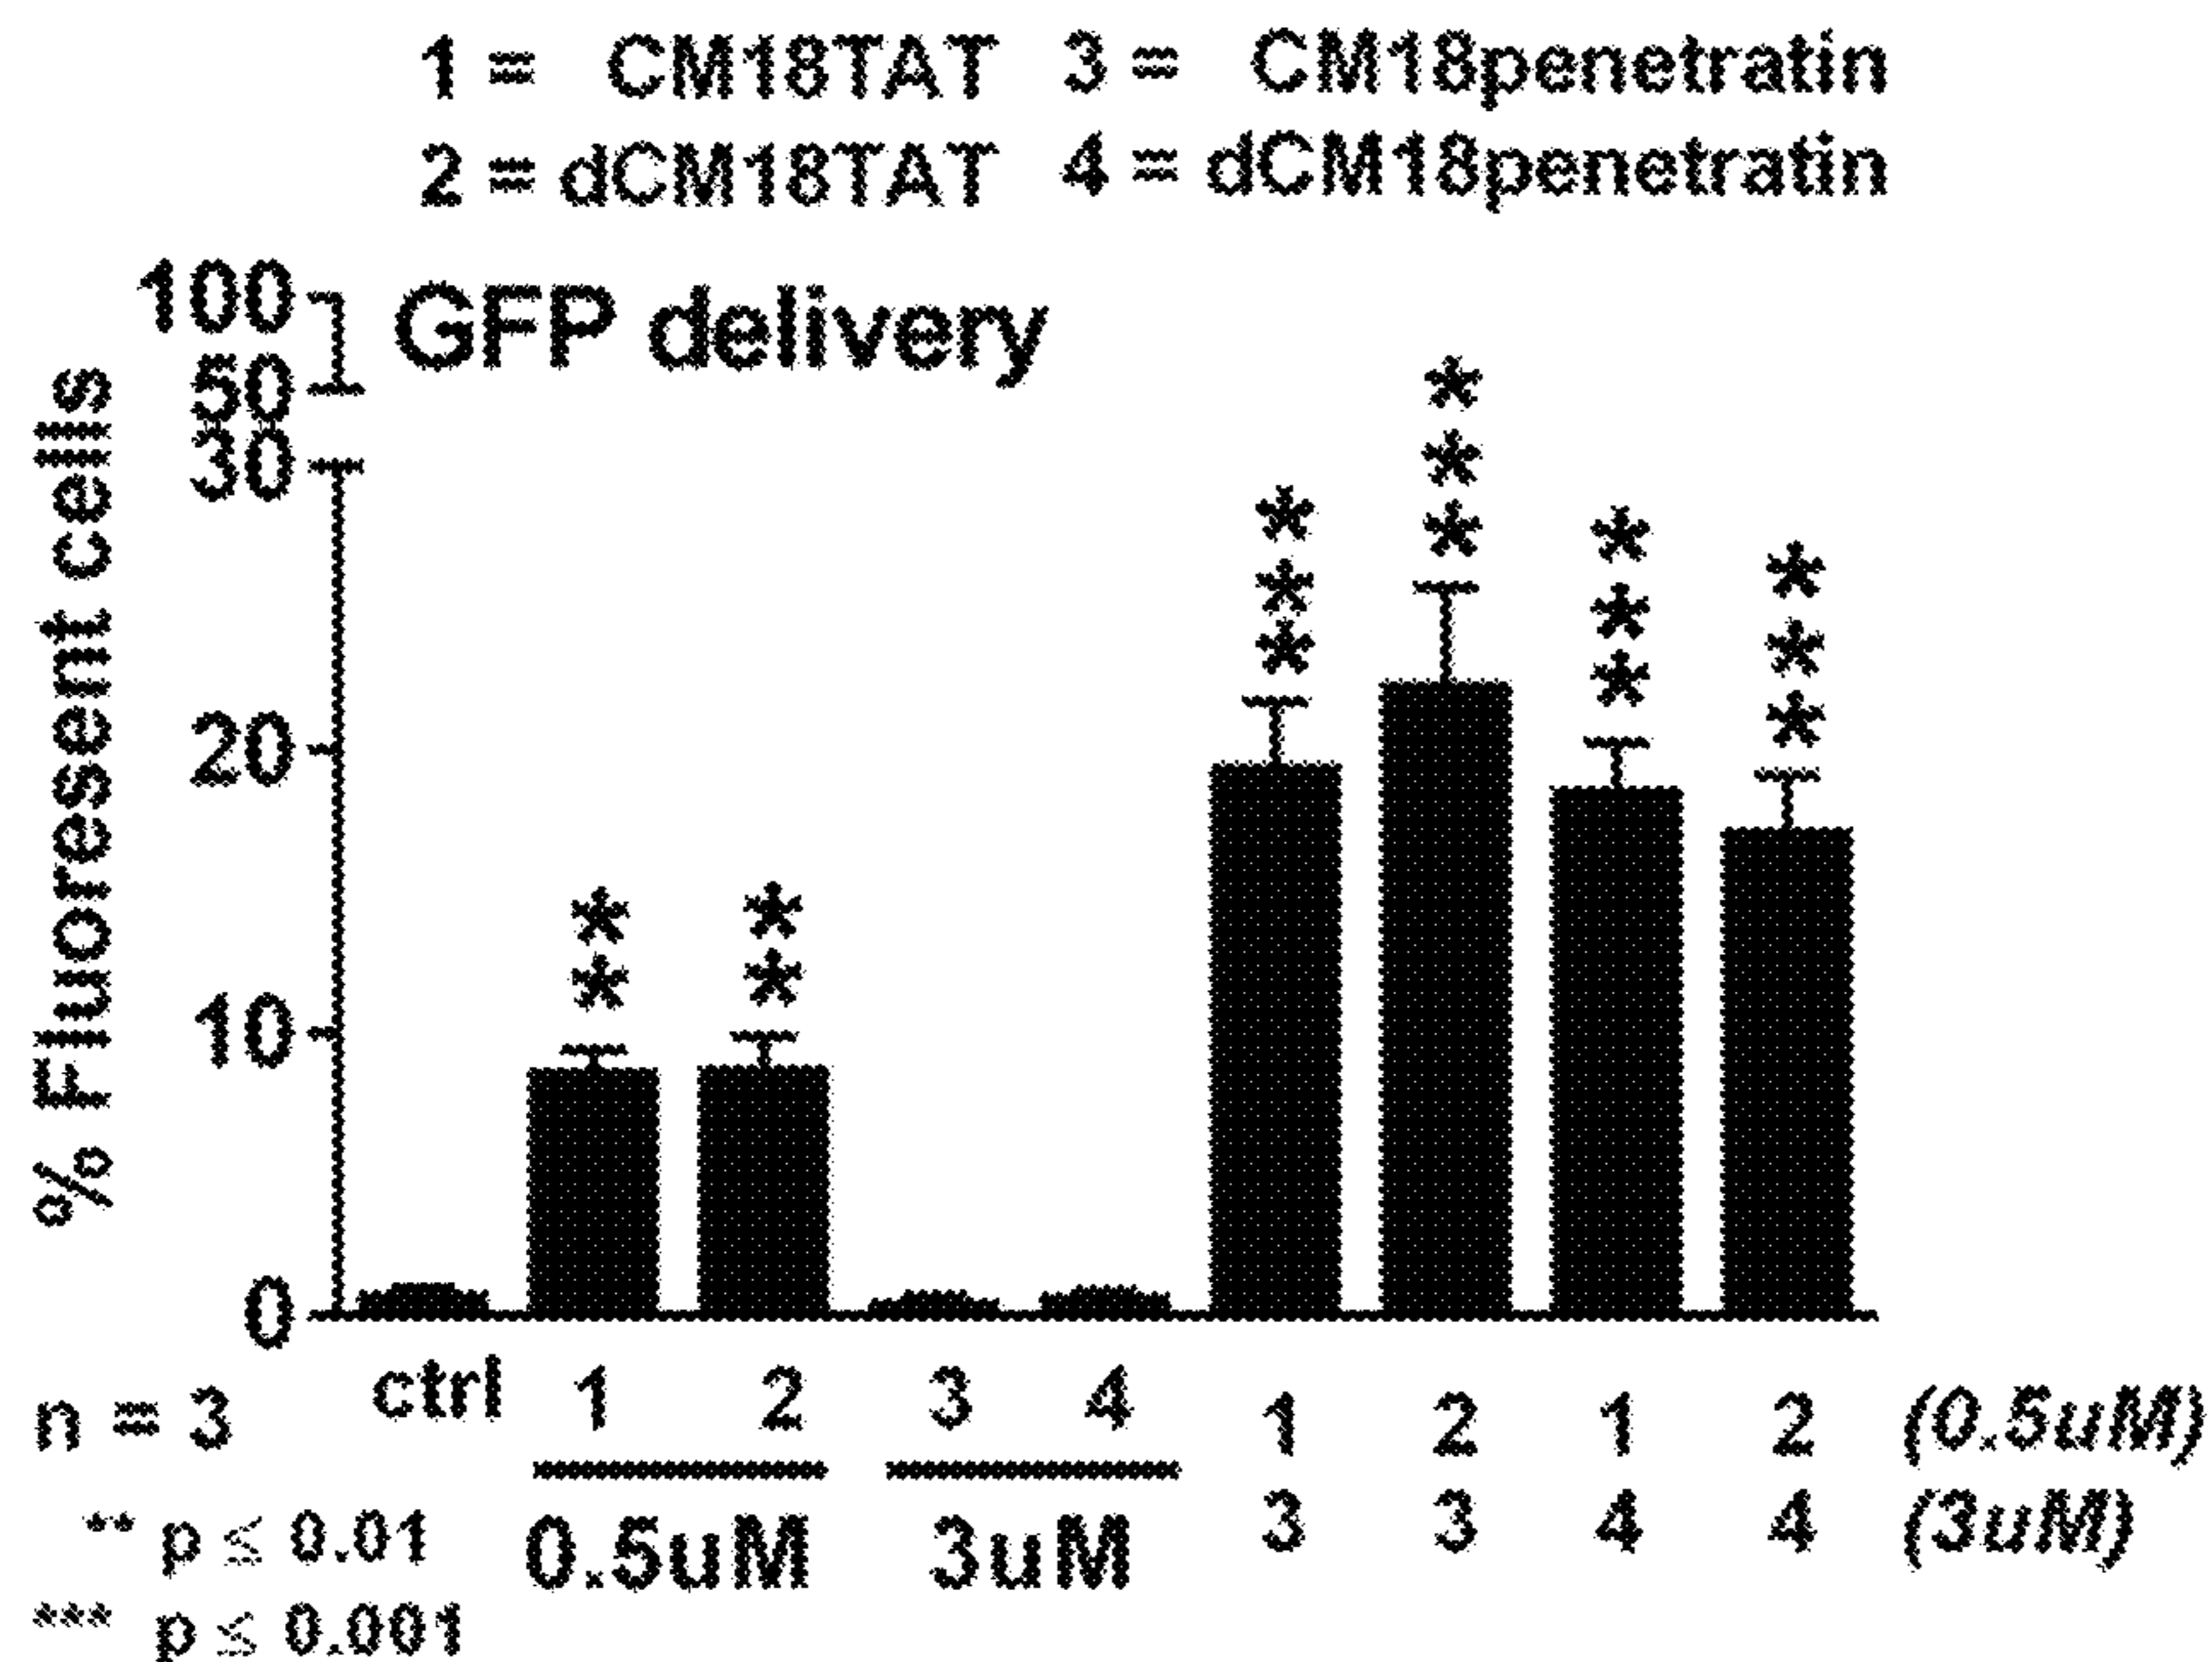 1 = CM18TAT 3 = CM18penetratin
2 = dCM18TAT 4 = dCM18penetratin
GFP delivery
% Fluorescent cells
100
50
30
20
10
0
* * * * * * * * * * * * * * * *
ctrl 1 2 3 4 1 2 1 2 (0.5uM)
3 3 4 4 (3uM)
0.5uM 3uM
n = 3
** p ≤ 0.01
*** p ≤ 0.001